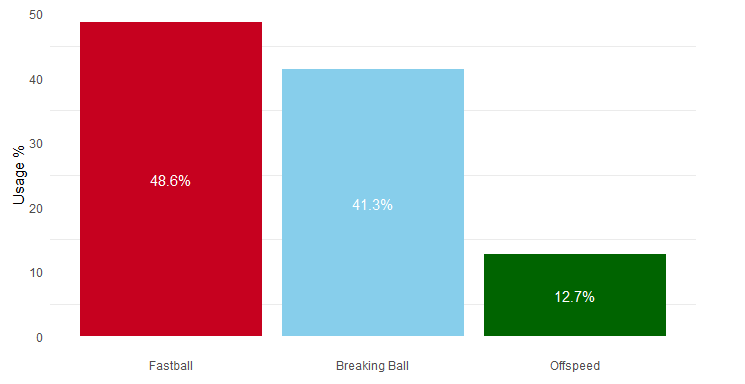 50
40
30
20
10
0
Usage %
48.6%
41.3%
12.7%
Fastball
Breaking Ball
Offspeed